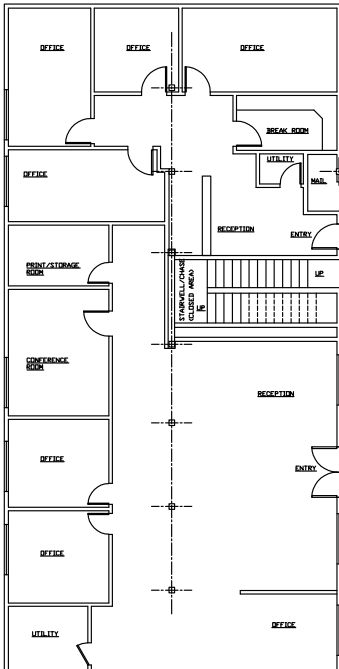 OFFICE
OFFICE
OFFICE
BREAK ROOM
UTILITY
OFFICE
MAIL
RECEPTION
ENTRY
PRINT/STORAGE
ROOM
STAIRWELL/CHASE
(CLOSED AREA)
UP
UP
CONFERENCE
ROOM
RECEPTION
OFFICE
ENTRY
OFFICE
OFFICE
UTILITY